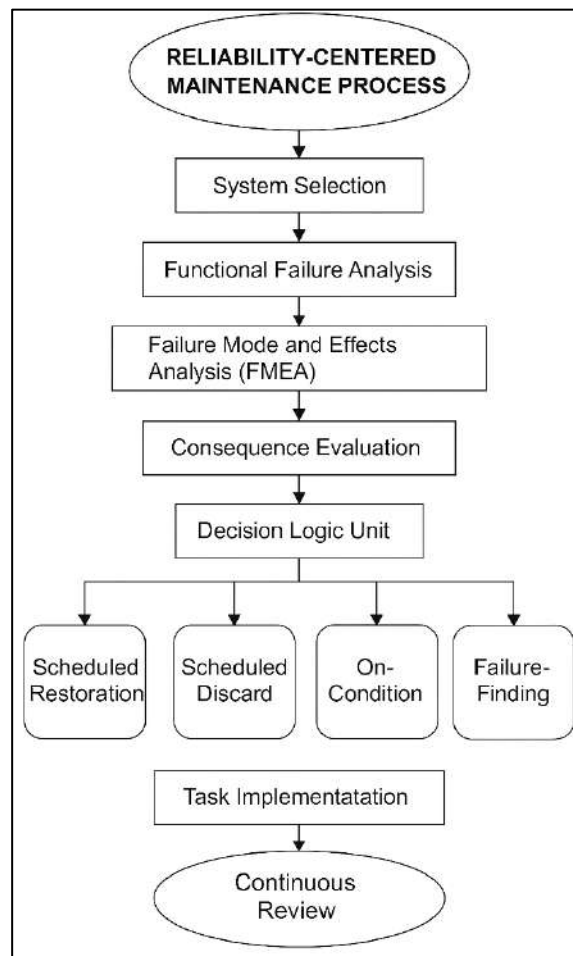 RELIABILITY-CENTERED
MAINTENANCE PROCESS
System Selection
Functional Failure Analysis
Failure Mode and Effects
Analysis (FMEA)
Consequence Evaluation
Decision Logic Unit
Scheduled
Restoration
Scheduled
Discard
On-
Condition
Failure-
Finding
Task Implementatation
Continuous
Review